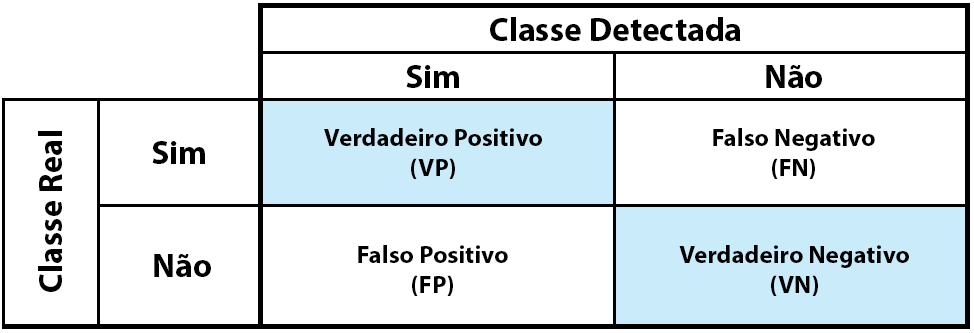 Classe Detectada
Sim
Não
Classe Real
Sim
Verdadeiro Positivo
(VP)
Falso Negativo
(FN)
Não
Falso Positivo
(FP)
Verdadeiro Negativo
(VN)